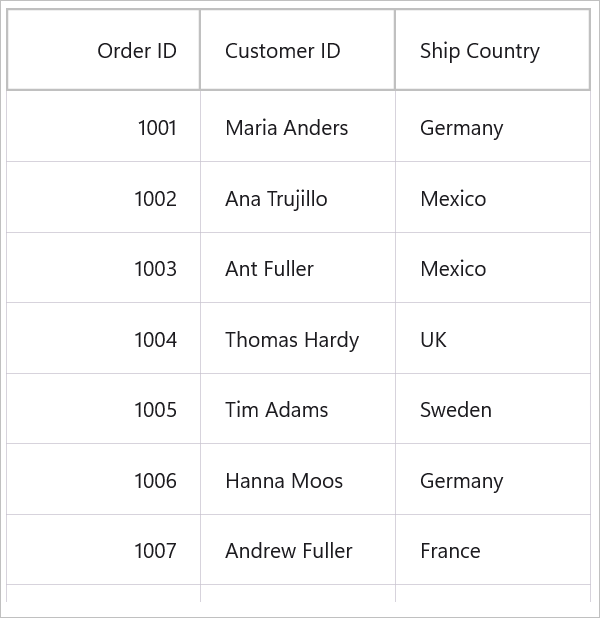 Order ID Customer ID Ship Country
1001 Maria Anders Germany
1002 Ana Trujillo Mexico
1003 Ant Fuller Mexico
1004 Thomas Hardy UK
1005 Tim Adams Sweden
1006 Hanna Moos Germany
1007 Andrew Fuller France